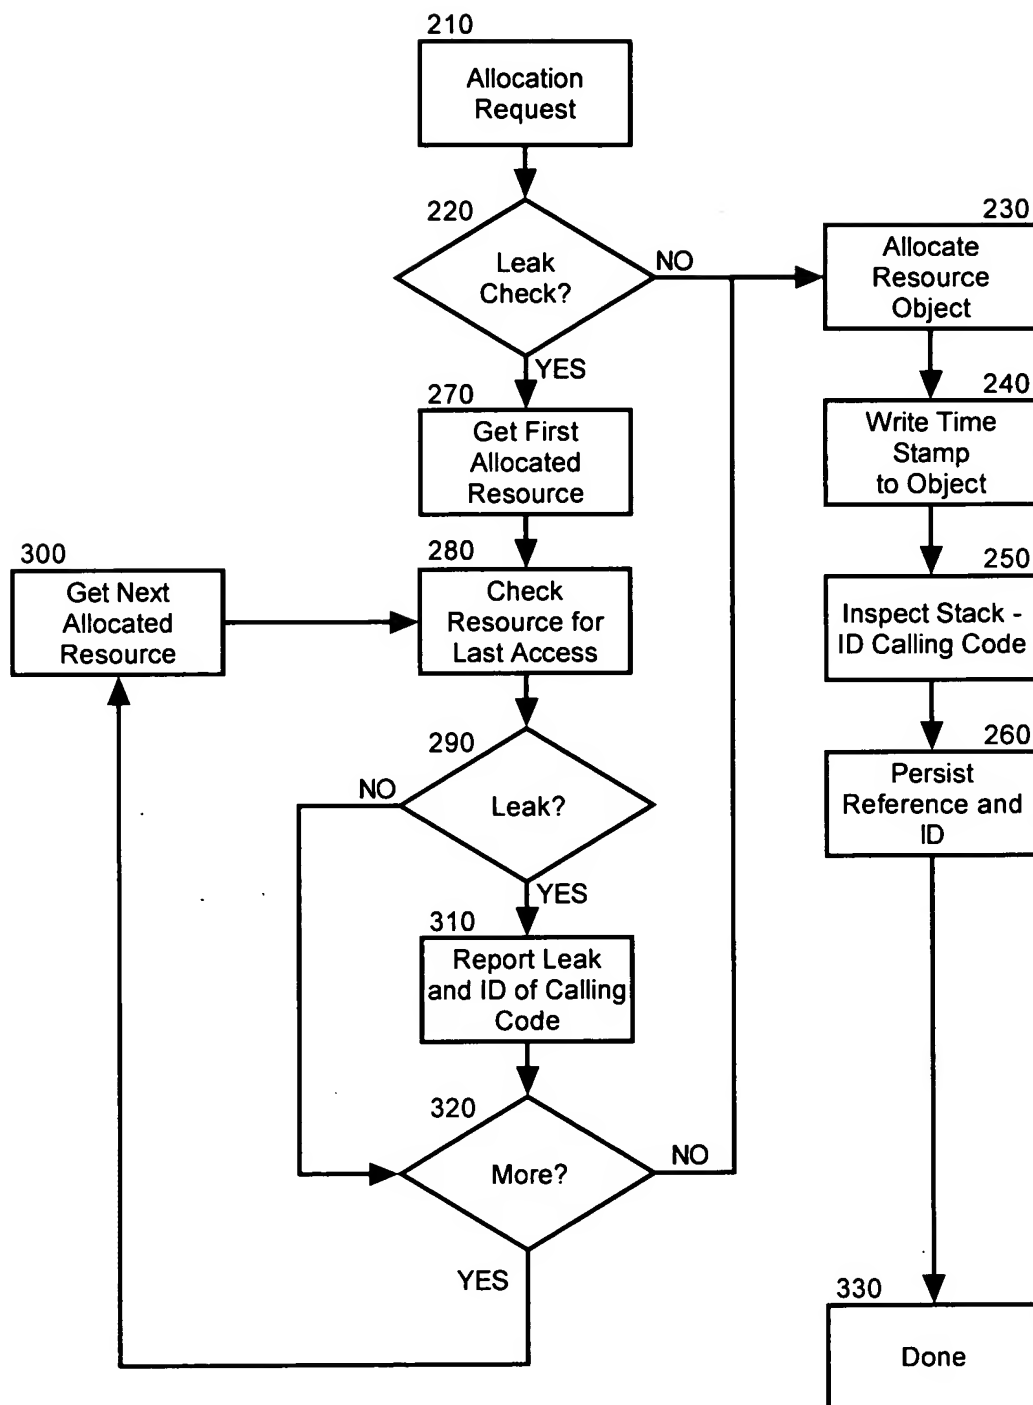 210
Allocation
Request
220
Leak
Check?
NO
YES
230
Allocate
Resource
Object
240
Write Time
Stamp
to Object
250
Inspect Stack -
ID Calling Code
260
Persist
Reference and
ID
270
Get First
Allocated
Resource
280
Check
Resource for
Last Access
300
Get Next
Allocated
Resource
290
Leak?
NO
YES
310
Report Leak
and ID of Calling
Code
320
More?
NO
YES
330
Done